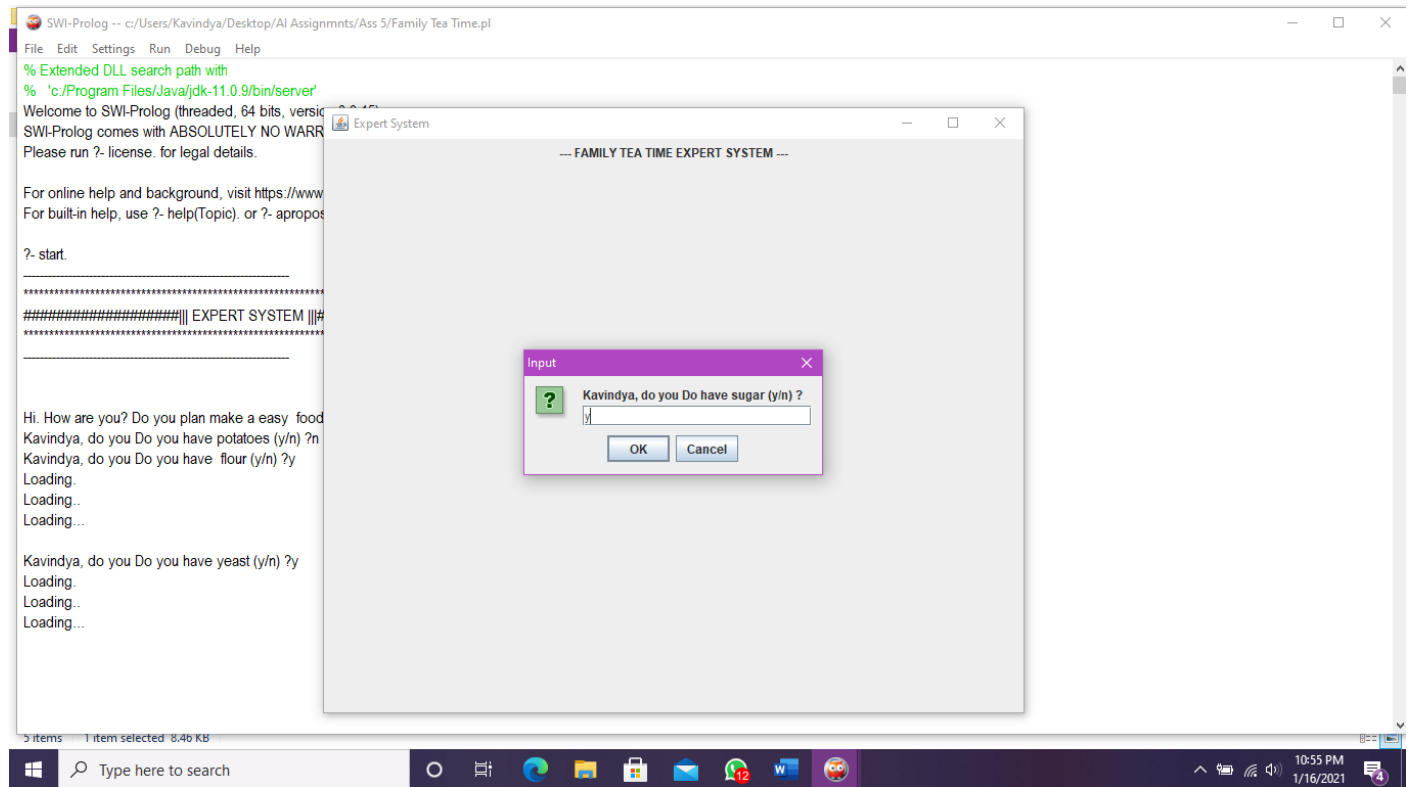 SWI-Prolog -- c:/Users/Kavindya/Desktop/AI Assignmnts/Ass 5/Family Tea Time.pl
File Edit Settings Run Debug Help
% Extended DLL search path with
% 'c:/Program Files/Java/jdk-11.0.9/bin/server'
Welcome to SWI-Prolog (threaded, 64 bits,
SWI-Prolog comes with ABSOLUTELY NO WARR
Please run ?- license. for legal details.
For online help and background, visit https://www
For built-in help, use ?- help(Topic). or ?- apropos
?- start.
--------------------------------------------------------------------
************************************************************
####################||| EXPERT SYSTEM |||#
************************************************************
--------------------------------------------------------------------
Hi. How are you? Do you plan make a easy food
Kavindya, do you Do you have potatoes (y/n) ?n
Kavindya, do you Do you have flour (y/n) ?y
Loading.
Loading..
Loading...
Kavindya, do you Do you have yeast (y/n) ?y
Loading.
Loading..
Loading...
Expert System
--- FAMILY TEA TIME EXPERT SYSTEM ---
Input
?
Kavindya, do you Do have sugar (y/n) ?
y
OK Cancel
5 items 1 item selected 8.46 KB
Type here to search
12
W
10:55 PM
1/16/2021
4